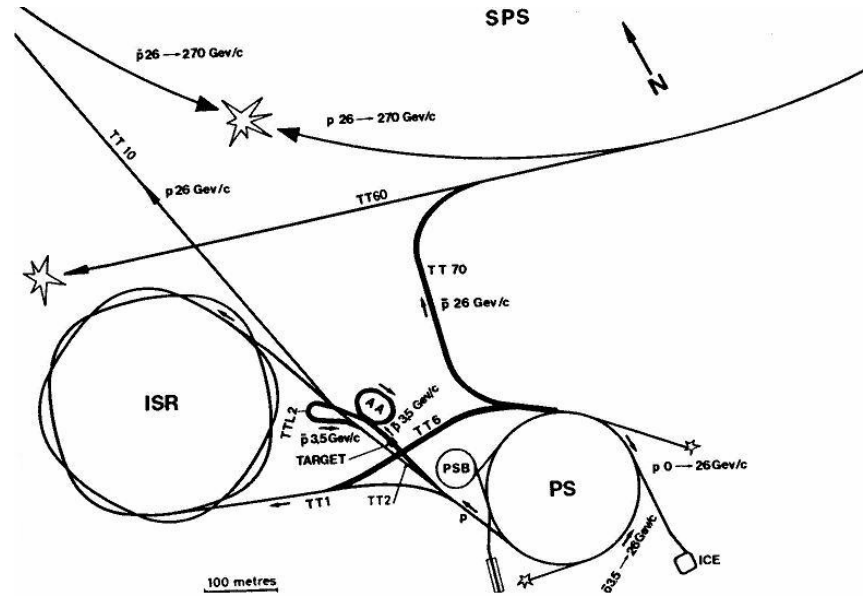 SPS
p̄ 26 → 270 Gev/c
N
p 26 → 270 Gev/c
TT 10
p 26 Gev/c
TT60
TT 70
p̄ 26 Gev/c
ISR
AA
TTL2
p̄ 3,5 Gev/c
p̄ 3,5 Gev/c
TT6
TARGET
PSB
PS
p 0 → 26 Gev/c
TT1
TT2
p
p̄ 3.5 → 26 Gev/c
ICE
100 metres